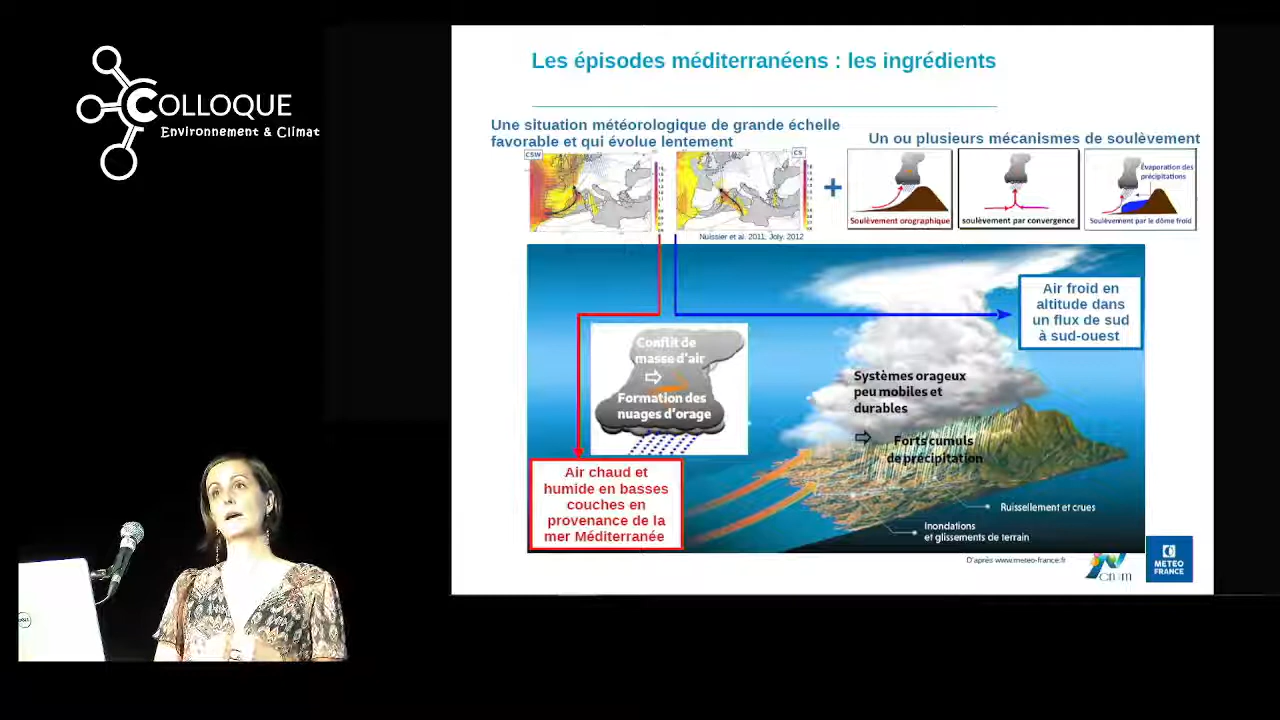 COLLOQUE
Environnement & Climat
Les épisodes méditerranéens : les ingrédients
Une situation météorologique de grande échelle
favorable et qui évolue lentement
Un ou plusieurs mécanismes de soulèvement
CSW
CS
+
Évaporation des
précipitations
Soulèvement orographique
soulèvement par convergence
Soulèvement par le dôme froid
Nuissier et al. 2011, Joly. 2012
Air froid en
altitude dans
un flux de sud
à sud-ouest
Conflit de
masse d'air
Formation des
nuages d'orage
Systèmes orageux
peu mobiles et
durables
Forts cumuls
de précipitation
Air chaud et
humide en basses
couches en
provenance de la
mer Méditerranée
Ruissellement et crues
Inondations
et glissements de terrain
D'après www.meteo-france.fr
METEO
FRANCE
DELL